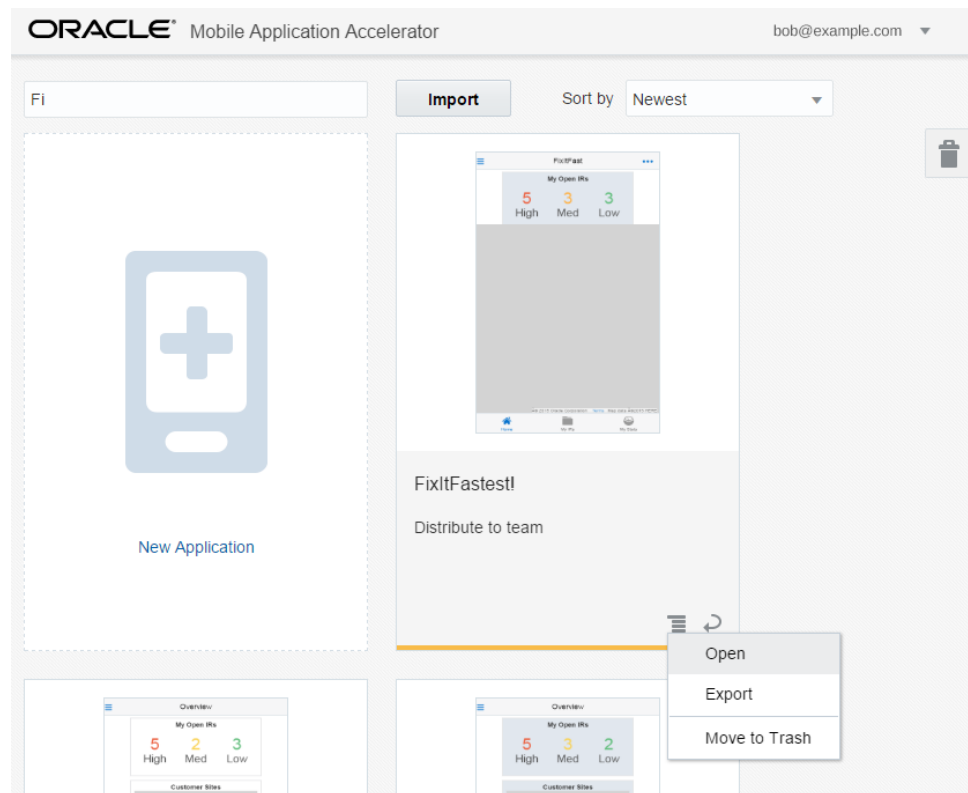 ORACLE® Mobile Application Accelerator
bob@example.com
Fi
Import
Sort by
Newest
FixItFast
My Open IRs
5 3 3
High Med Low
Home
My IRs
FixItFastest!
Distribute to team
New Application
Open
Export
Move to Trash
Overview
My Open IRs
5 2 3
High Med Low
Customer Sites
Overview
My Open IRs
5 3 2
High Med Low
Customer Sites